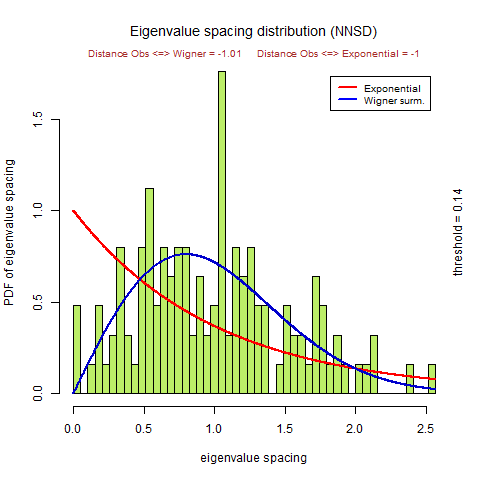 Eigenvalue spacing distribution (NNSD)
Distance Obs <=> Wigner = -1.01 Distance Obs <=> Exponential = -1
Exponential
Wigner surm.
PDF of eigenvalue spacing
1.5
1.0
0.5
0.0
threshold = 0.14
0.0 0.5 1.0 1.5 2.0 2.5
eigenvalue spacing